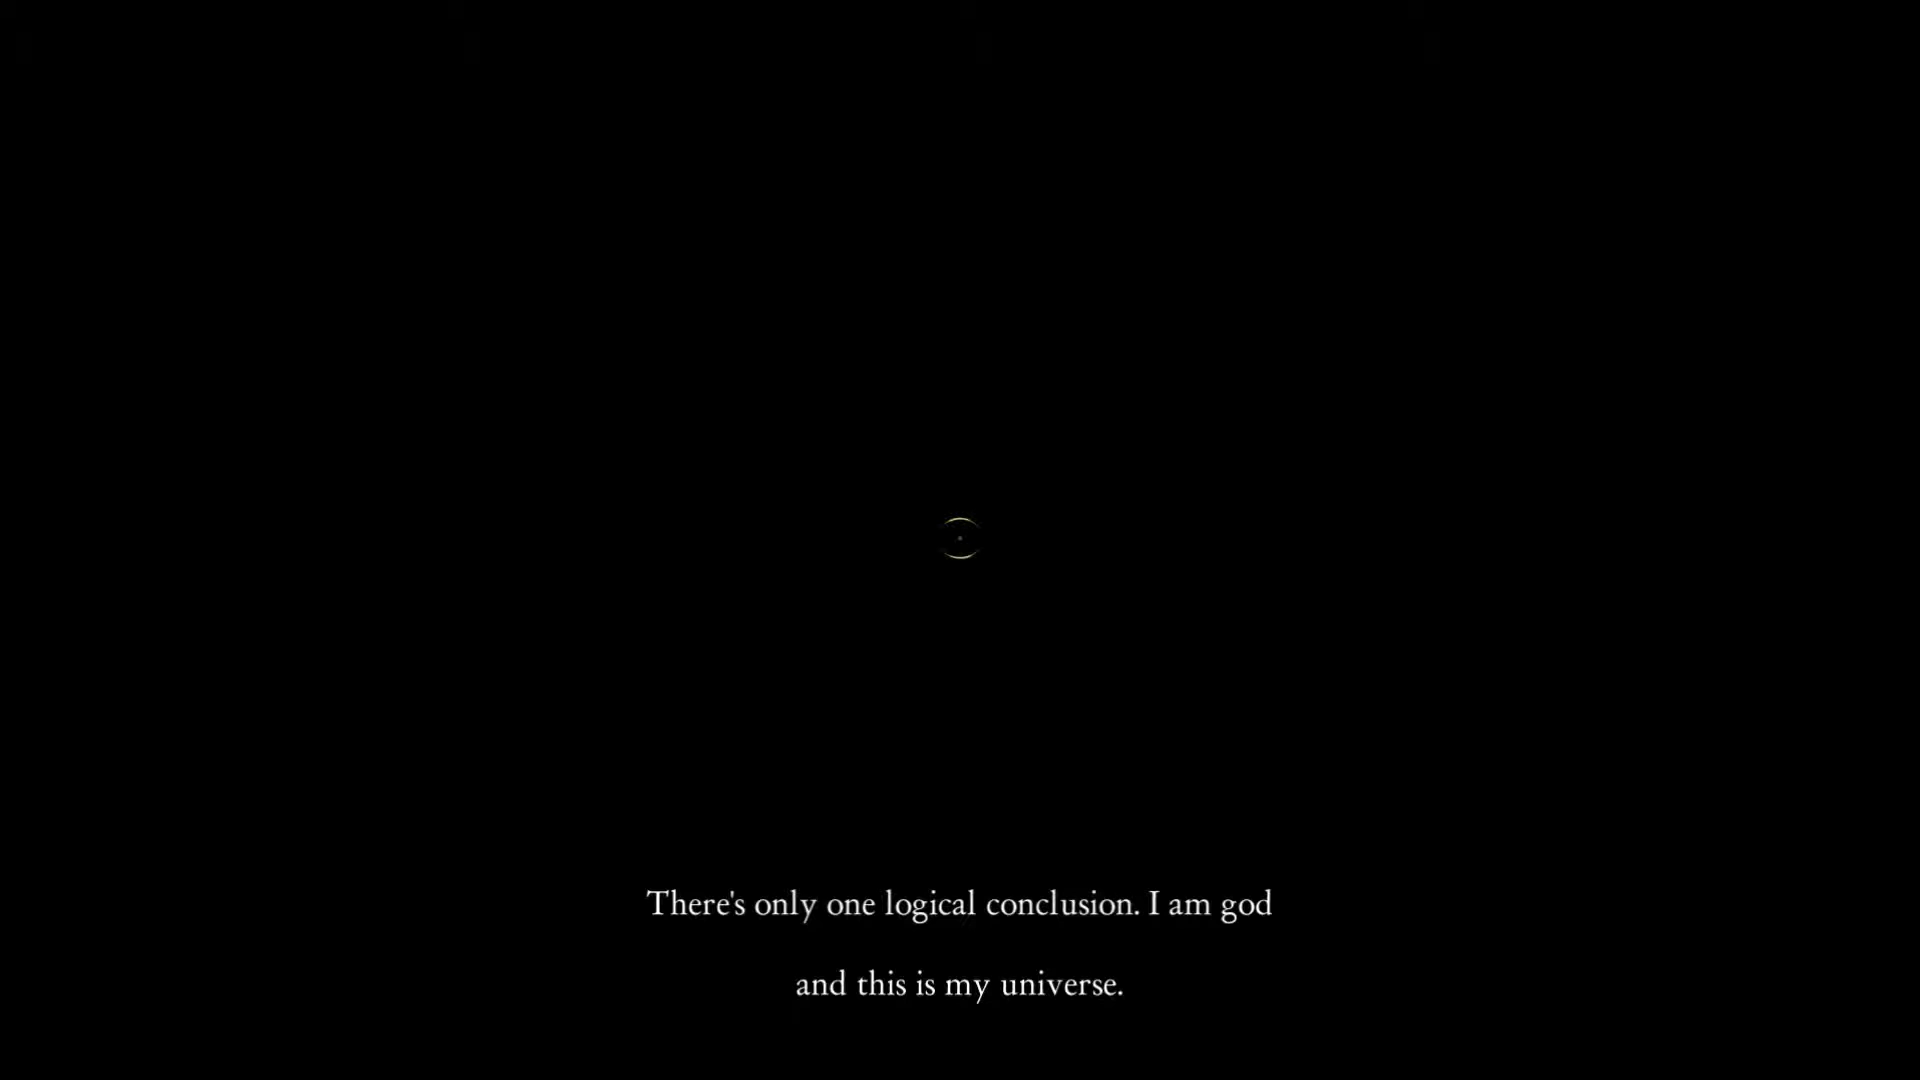 There's only one logical conclusion. I am god
and this is my universe.